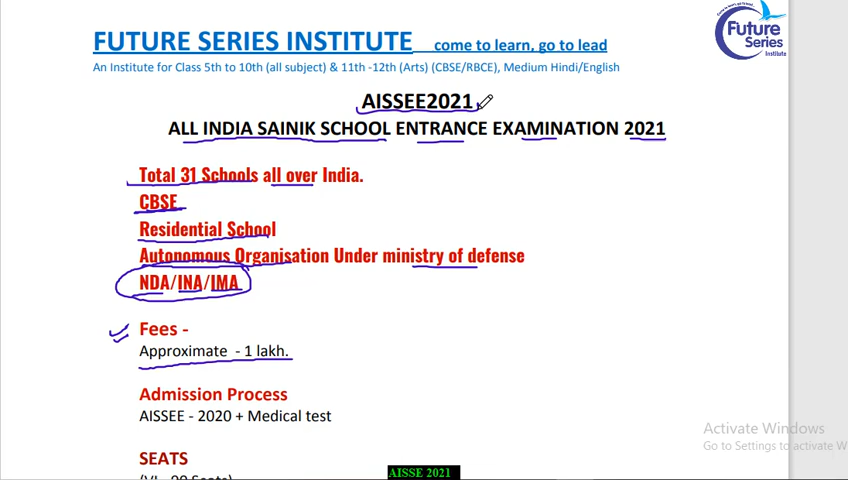 FUTURE SERIES INSTITUTE come to learn, go to lead
An Institute for Class 5th to 10th (all subject) & 11th -12th (Arts) (CBSE/RBCE), Medium Hindi/English
Future
Series
Institute
AISSEE2021
ALL INDIA SAINIK SCHOOL ENTRANCE EXAMINATION 2021
Total 31 Schools all over India.
CBSE
Residential School
Autonomous Organisation Under ministry of defense
NDA/INA/IMA
Fees -
Approximate - 1 lakh.
Admission Process
AISSEE - 2020 + Medical test
Activate Windows
Go to Settings to activate W
SEATS
AISSE 2021